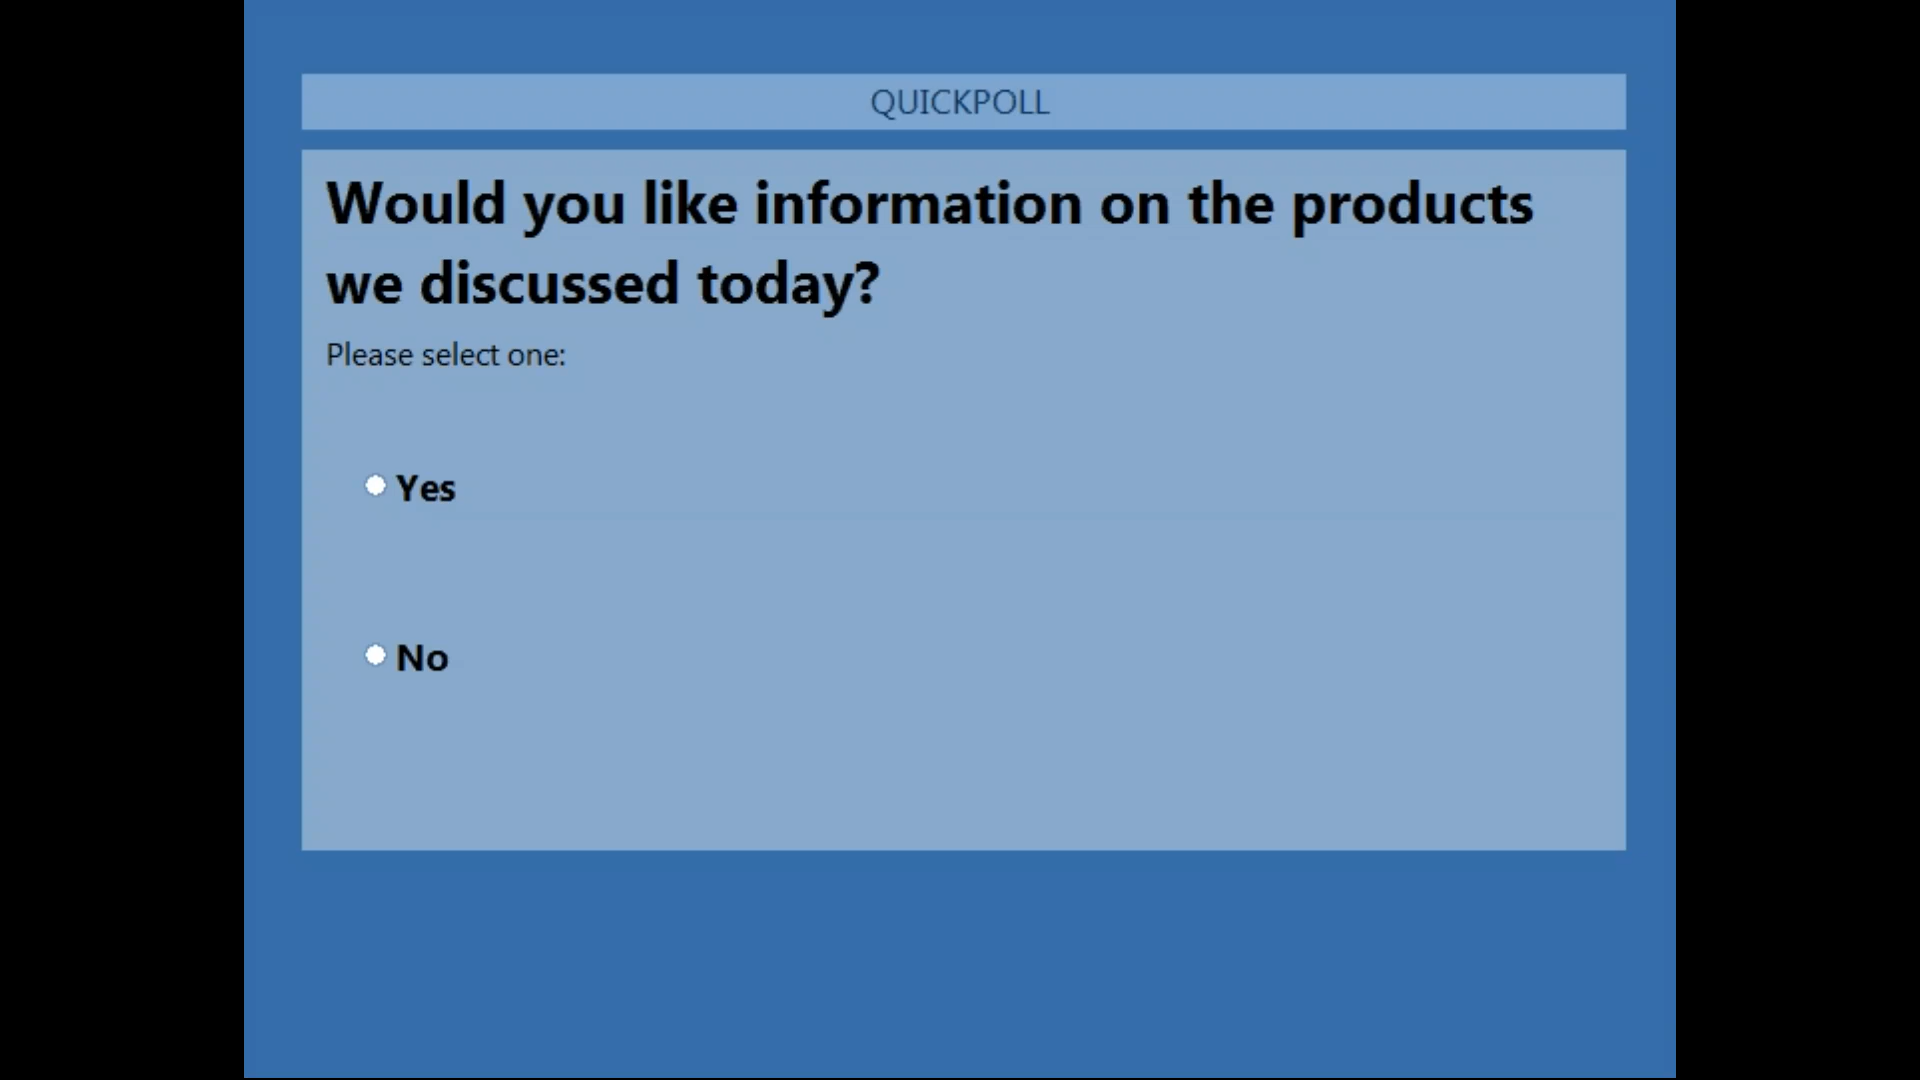 QUICKPOLL
Would you like information on the products
we discussed today?
Please select one:
Yes
No